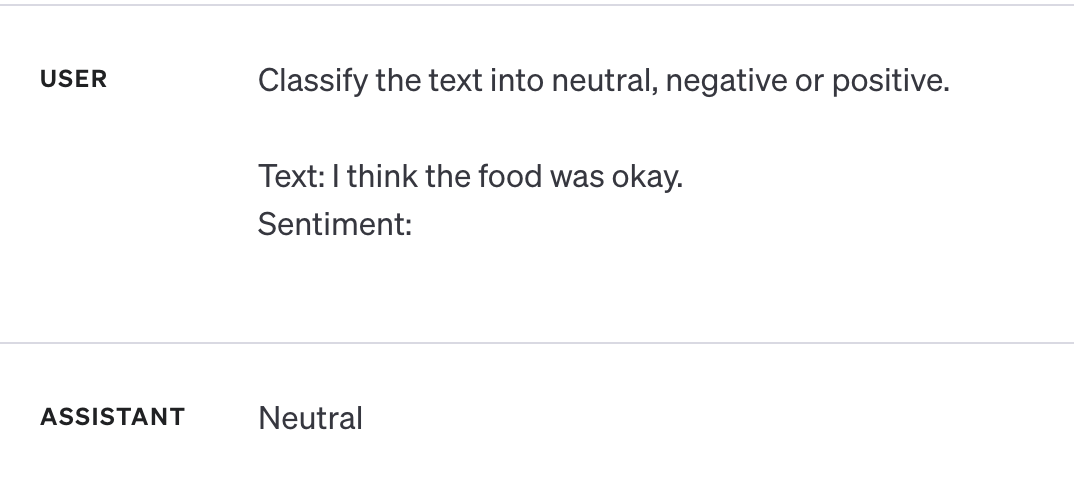 USER Classify the text into neutral, negative or positive.
Text: I think the food was okay.
Sentiment:
ASSISTANT Neutral